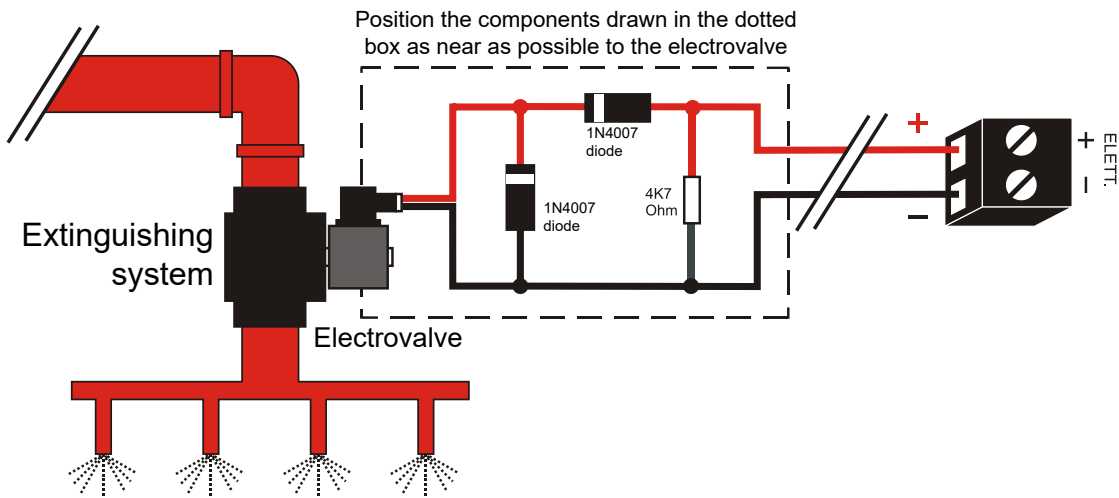 Position the components drawn in the dotted
box as near as possible to the electrovalve
1N4007
diode
+
+
ELETT.
1N4007
diode
4K7
Ohm
–
–
Extinguishing
system
Electrovalve